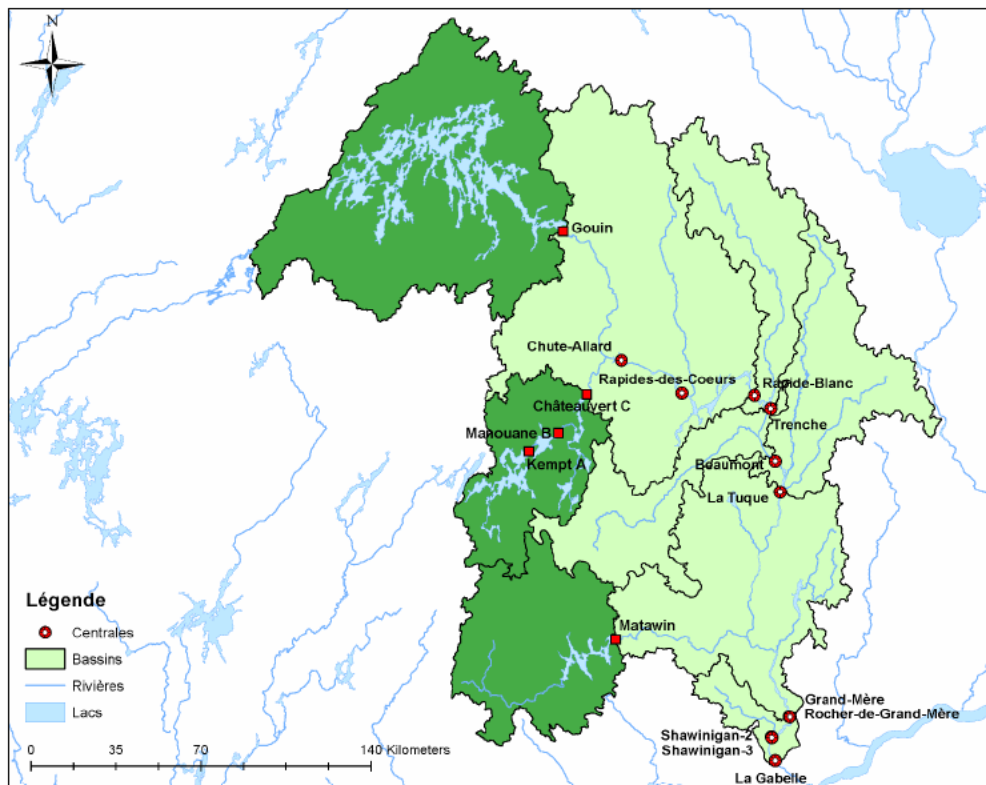 N
Gouin
Chute-Allard
Rapides-des-Coeurs
Rapide-Blanc
Châteauvert C
Trenche
Manouane B
Kempt A
Beaumont
La Tuque
Légende
Centrales
Bassins
Rivières
Lacs
Matawin
Grand-Mère
Rocher-de-Grand-Mère
Shawinigan-2
Shawinigan-3
La Gabelle
0 35 70 140 Kilometers